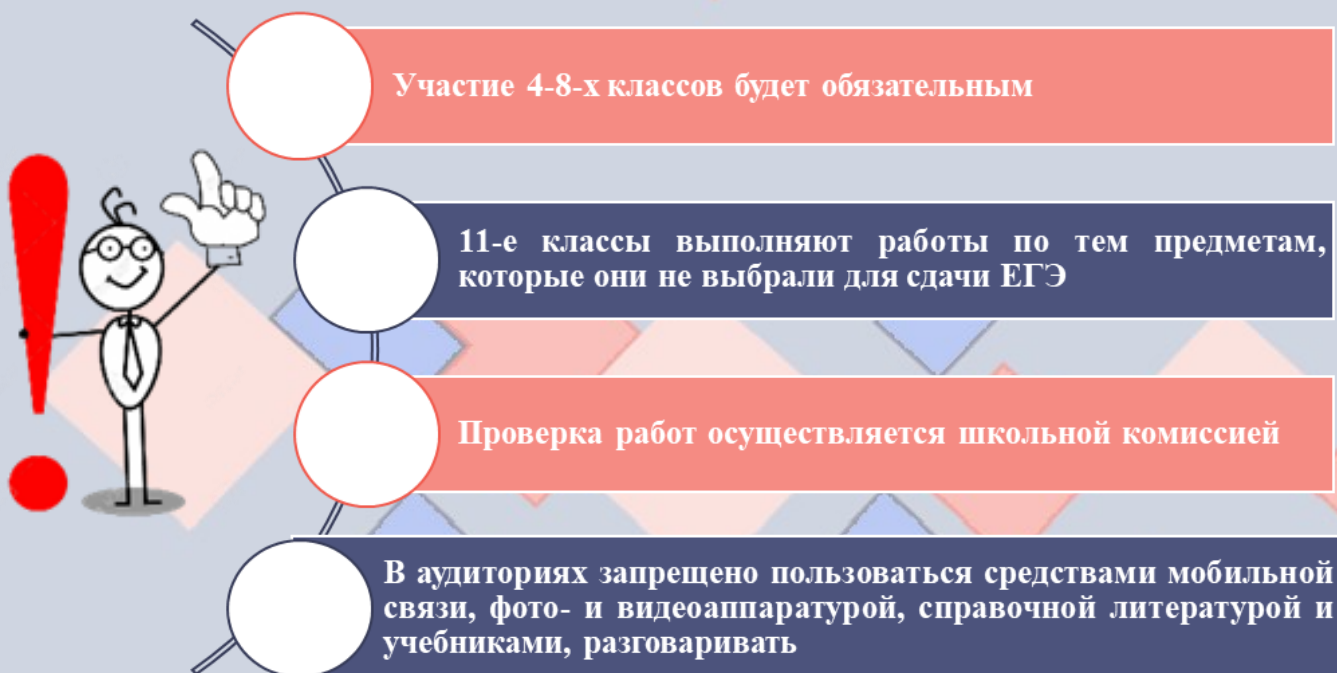 Участие 4-8-х классов будет обязательным
11-е классы выполняют работы по тем предметам,
которые они не выбрали для сдачи ЕГЭ
Проверка работ осуществляется школьной комиссией
В аудиториях запрещено пользоваться средствами мобильной
связи, фото- и видеоаппаратурой, справочной литературой и
учебниками, разговаривать